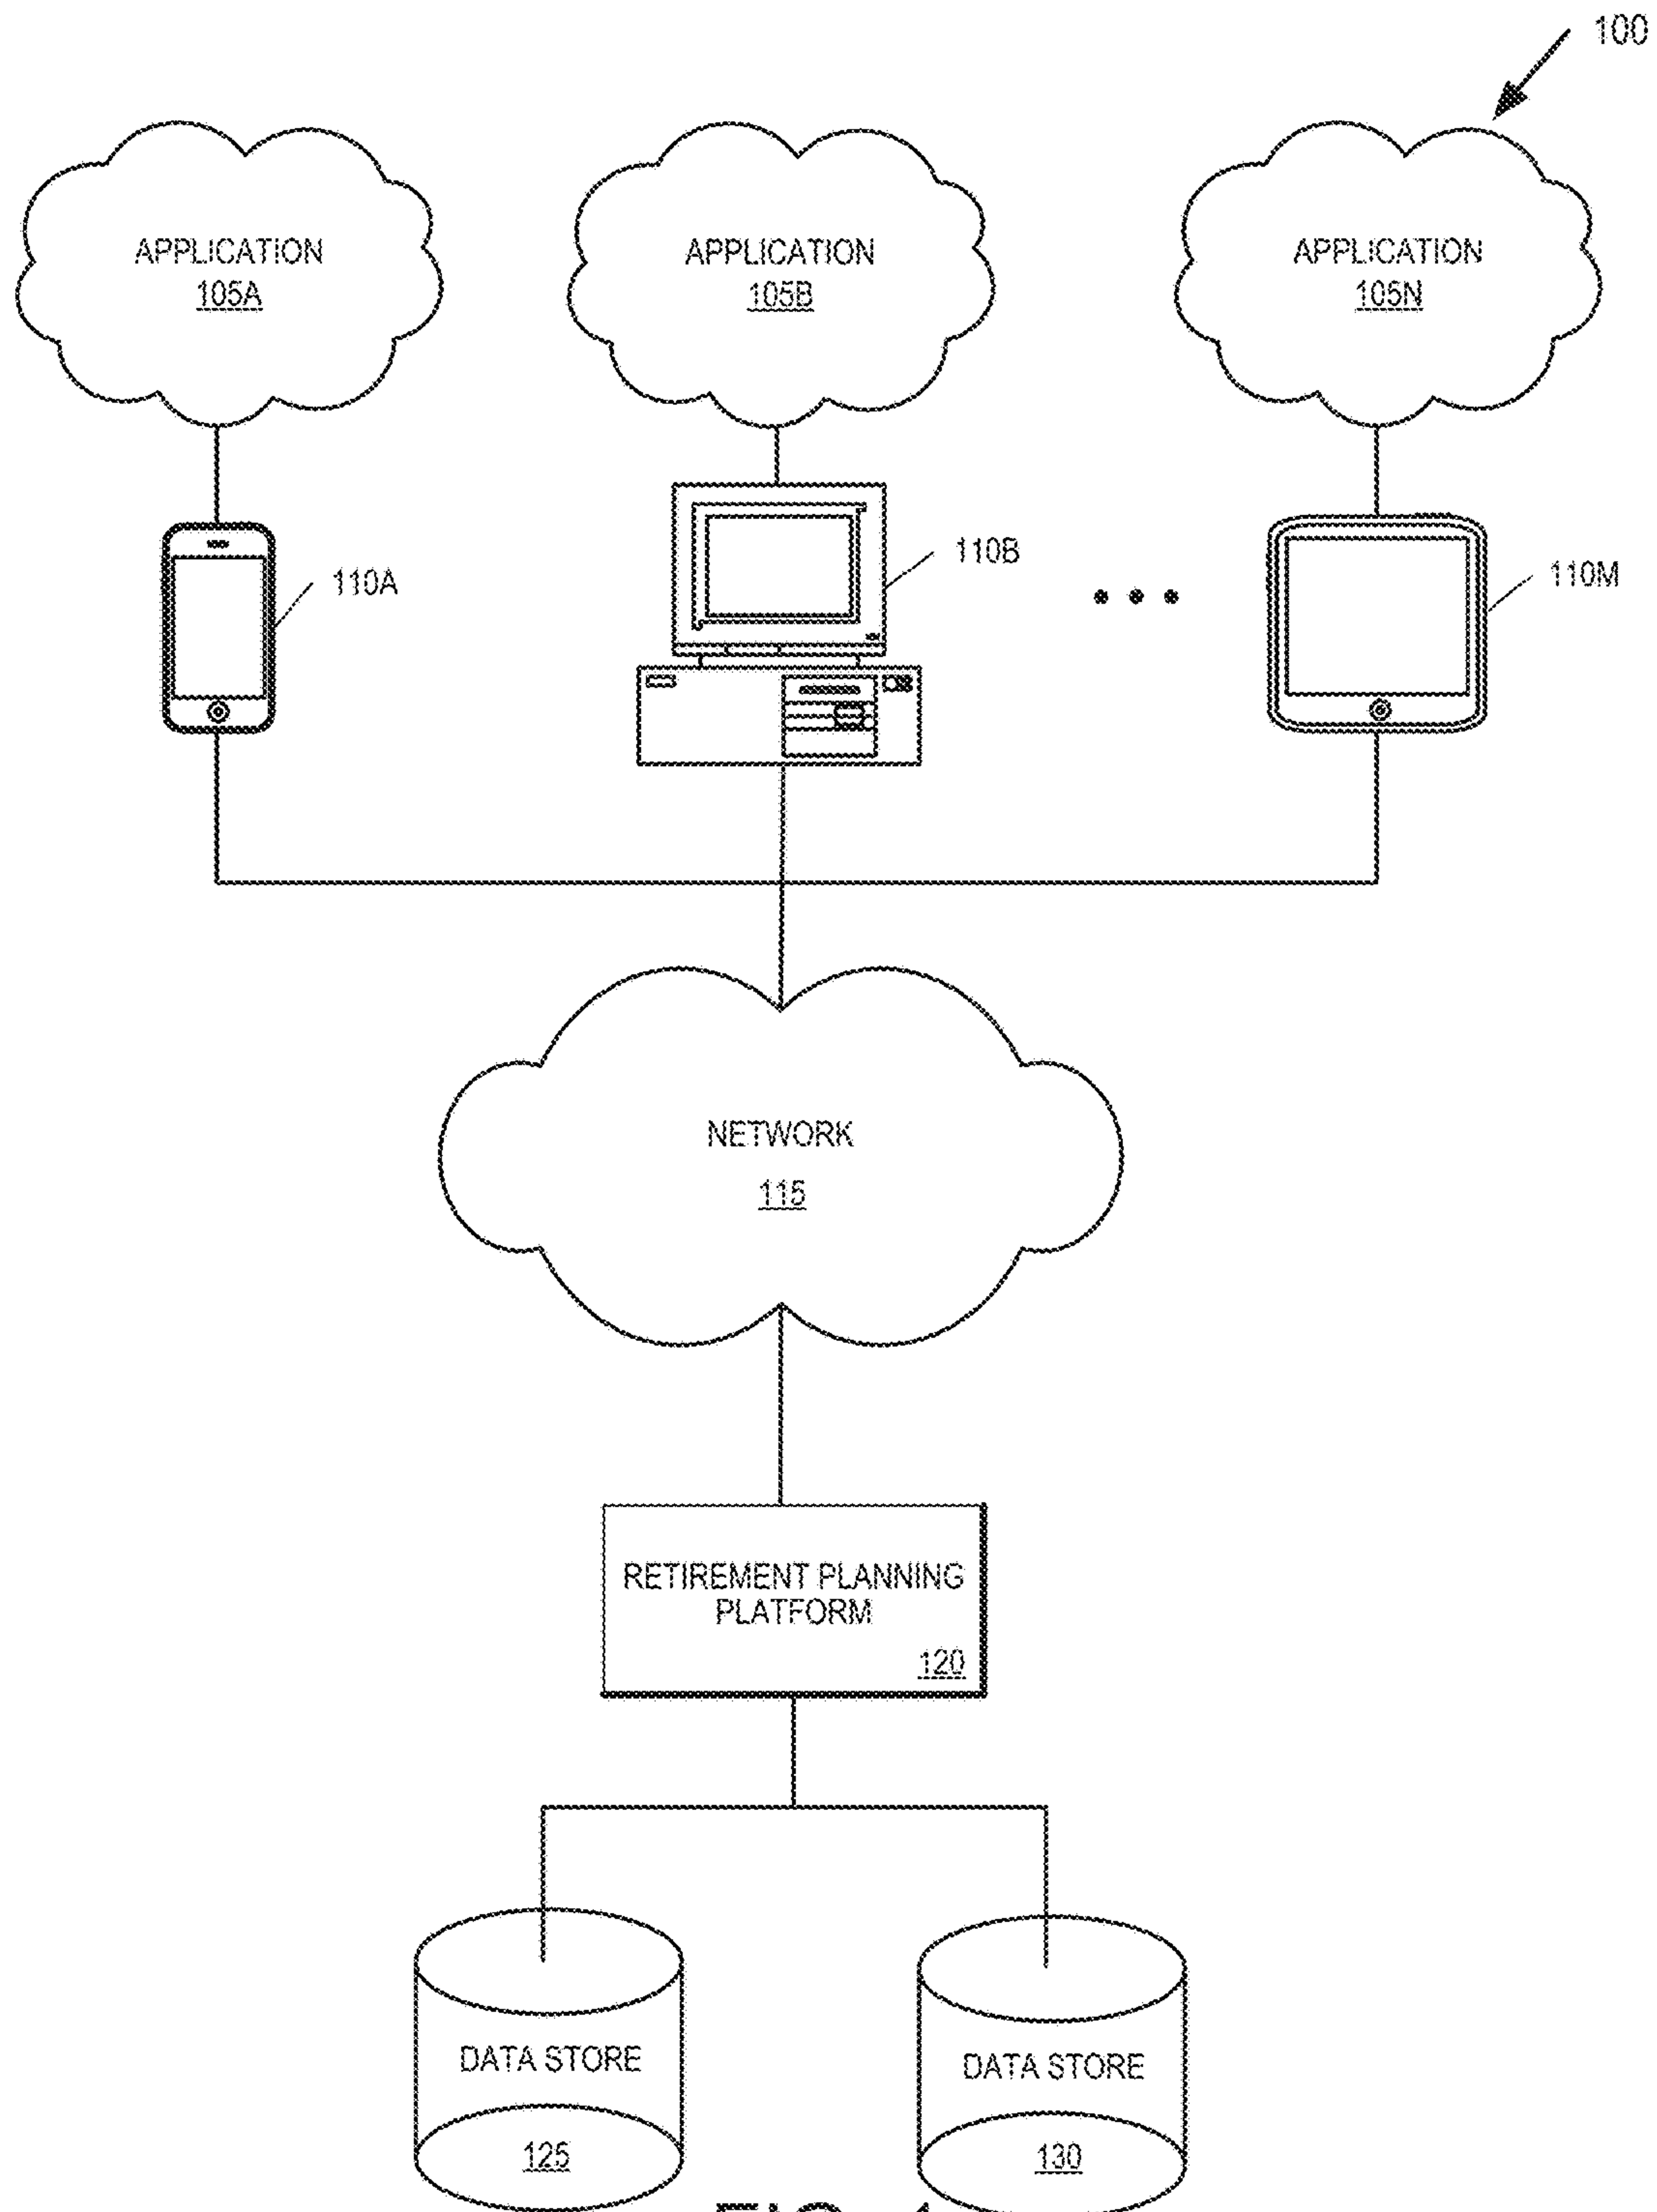 100
APPLICATION
105A
APPLICATION
105B
APPLICATION
105N
110A
110B
110M
NETWORK
115
RETIREMENT PLANNING
PLATFORM
120
DATA STORE
125
DATA STORE
130